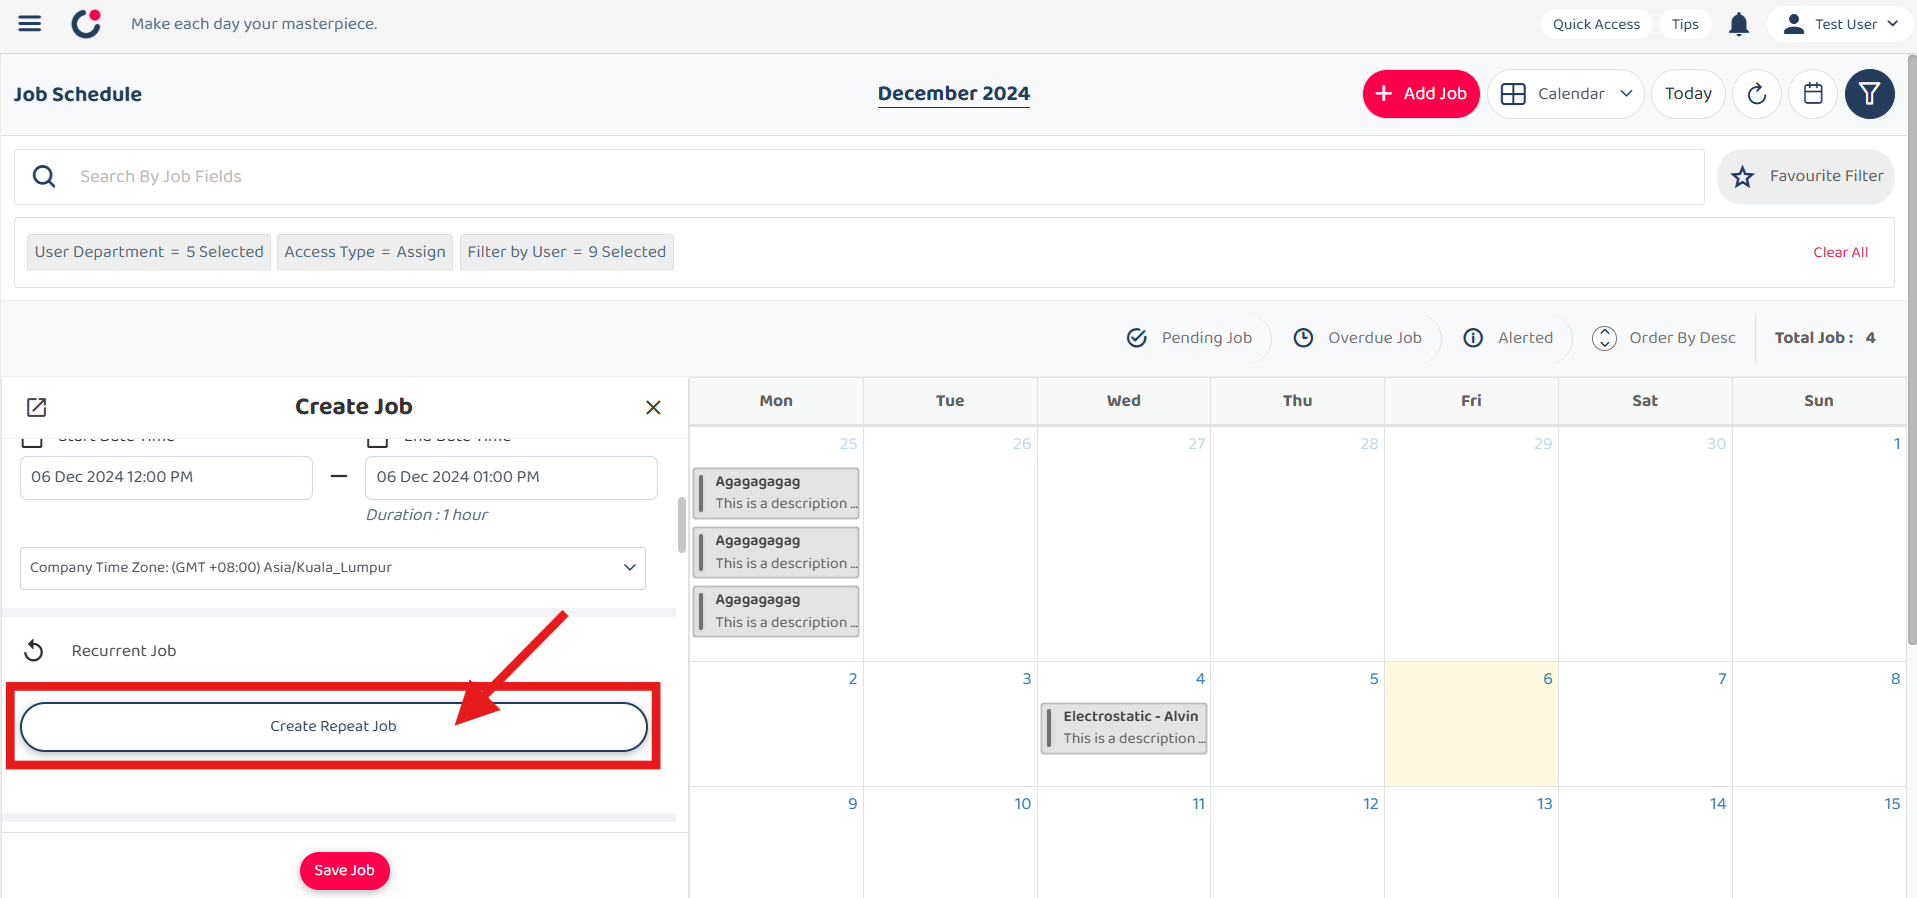 Make each day your masterpiece.
Quick Access
Tips
Test User
Job Schedule
December 2024
+ Add Job
Calendar
Today
Search By Job Fields
Favourite Filter
User Department = 5 Selected
Access Type = Assign
Filter by User = 9 Selected
Clear All
Pending Job
Overdue Job
Alerted
Order By Desc
Total Job : 4
Create Job
Start Date Time
End Date Time
06 Dec 2024 12:00 PM
—
06 Dec 2024 01:00 PM
Duration : 1 hour
Company Time Zone: (GMT +08:00) Asia/Kuala_Lumpur
Recurrent Job
Create Repeat Job
Save Job
Mon Tue Wed Thu Fri Sat Sun
25 26 27 28 29 30 1
Agagagagag
This is a description ...
Agagagagag
This is a description ...
Agagagagag
This is a description ...
2 3 4 5 6 7 8
Electrostatic - Alvin
This is a description ...
9 10 11 12 13 14 15